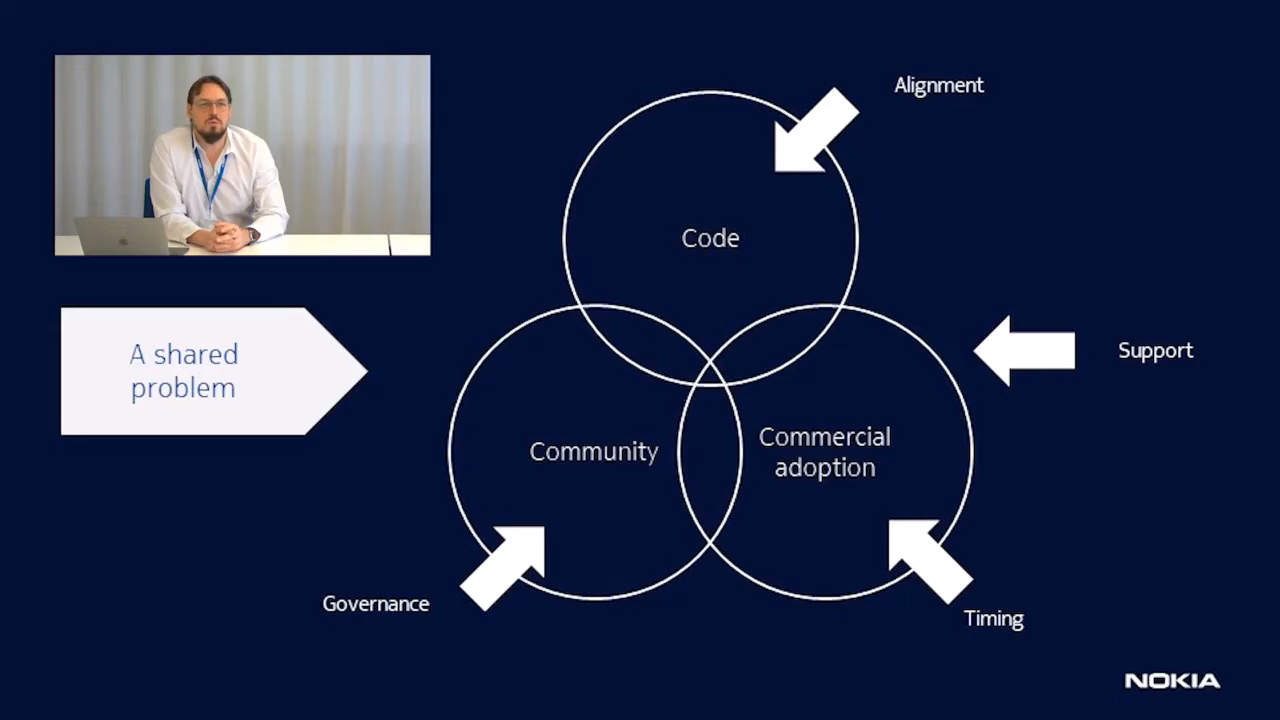 Alignment
Code
A shared
problem
Support
Community
Commercial
adoption
Governance
Timing
NOKIA